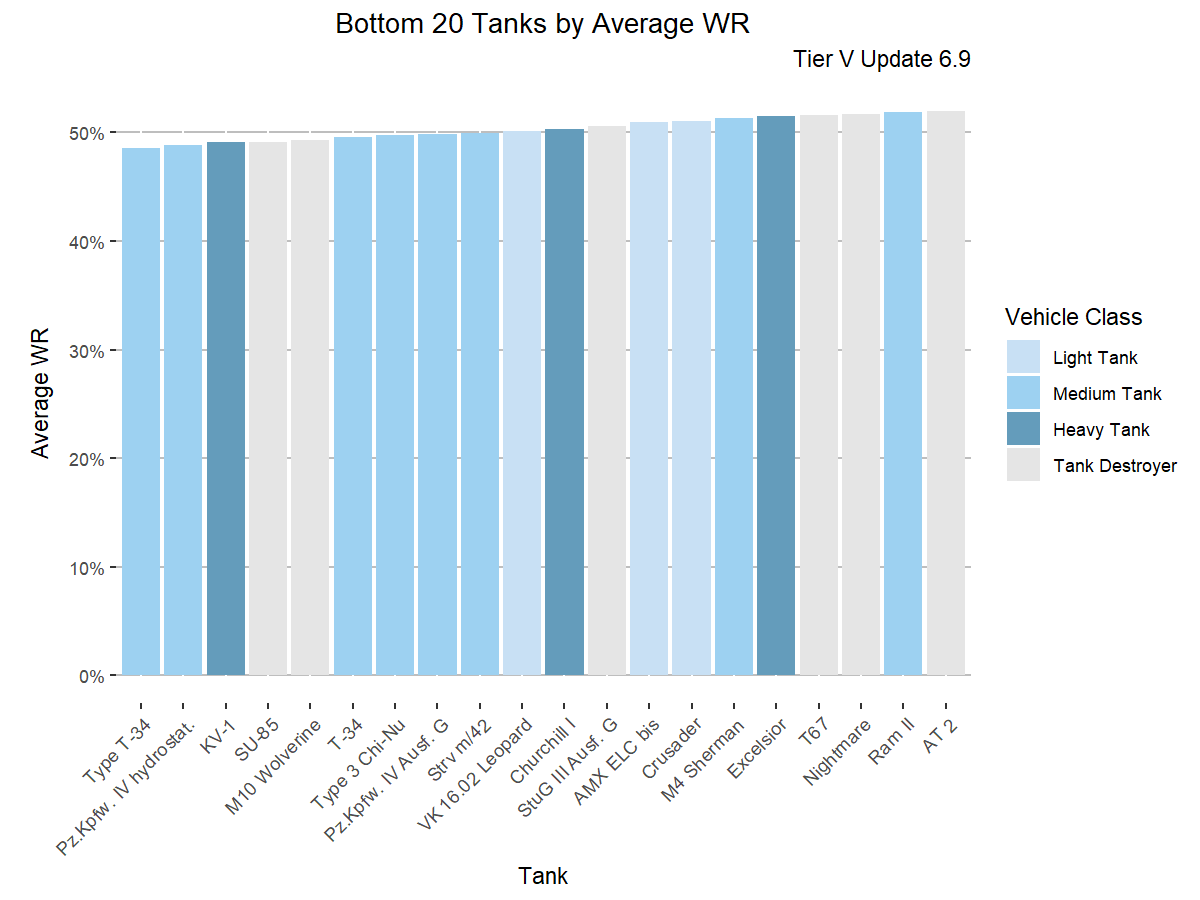 Bottom 20 Tanks by Average WR
Tier V Update 6.9
Average WR
50%
40%
30%
20%
10%
0%
Type T-34
Pz.Kpfw. IV hydrostat.
KV-1
SU-85
M10 Wolverine
T-34
Type 3 Chi-Nu
Pz.Kpfw. IV Ausf. G
Strv m/42
VK 16.02 Leopard
Churchill I
StuG III Ausf. G
AMX ELC bis
Crusader
M4 Sherman
Excelsior
T67
Nightmare
Ram II
AT 2
Tank
Vehicle Class
Light Tank
Medium Tank
Heavy Tank
Tank Destroyer